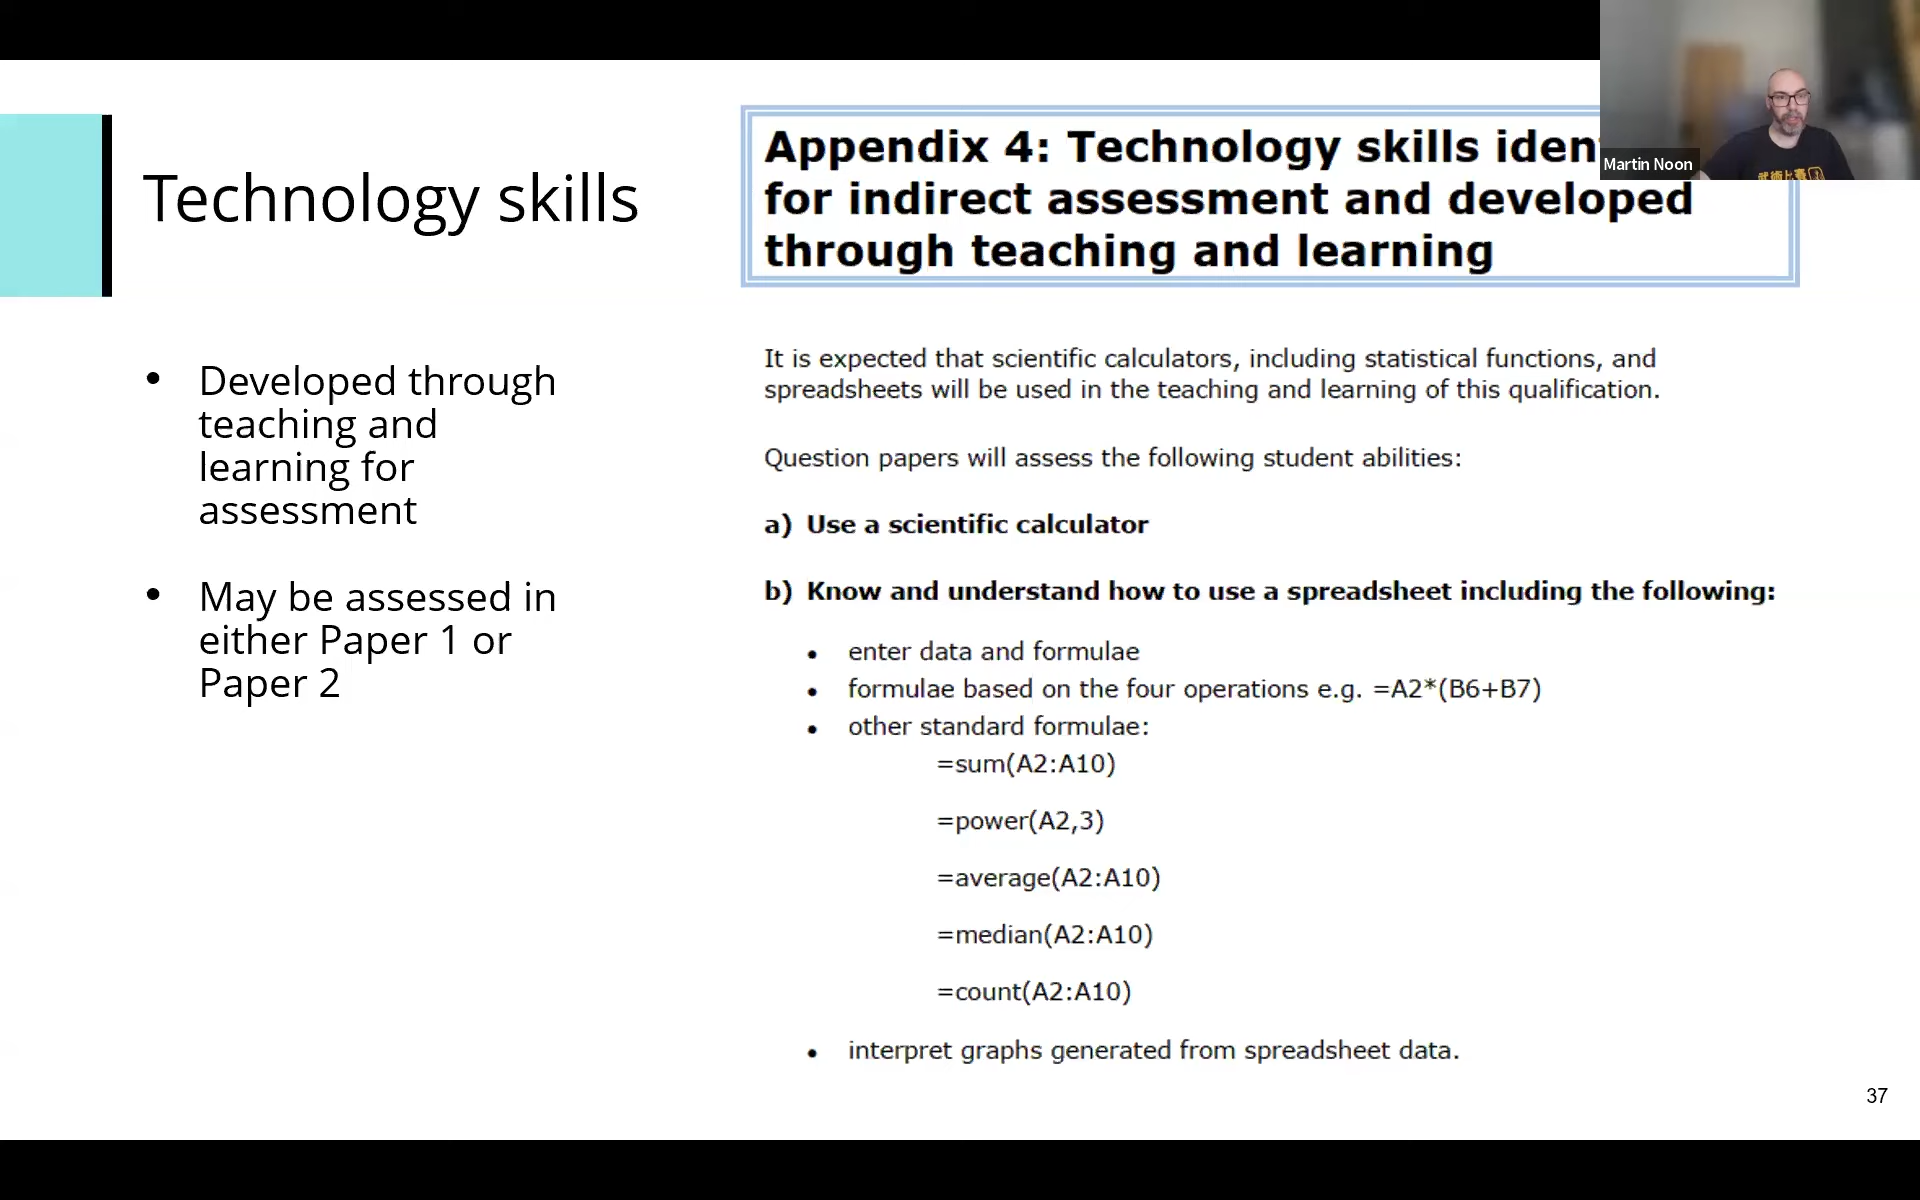 Technology skills
• Developed through
teaching and
learning for
assessment
• May be assessed in
either Paper 1 or
Paper 2
Appendix 4: Technology skills
for indirect assessment and developed
through teaching and learning
It is expected that scientific calculators, including statistical functions, and
spreadsheets will be used in the teaching and learning of this qualification.
Question papers will assess the following student abilities:
a) Use a scientific calculator
b) Know and understand how to use a spreadsheet including the following:
• enter data and formulae
• formulae based on the four operations e.g. =A2*(B6+B7)
• other standard formulae:
=sum(A2:A10)
=power(A2,3)
=average(A2:A10)
=median(A2:A10)
=count(A2:A10)
• interpret graphs generated from spreadsheet data.
37
Martin Noon